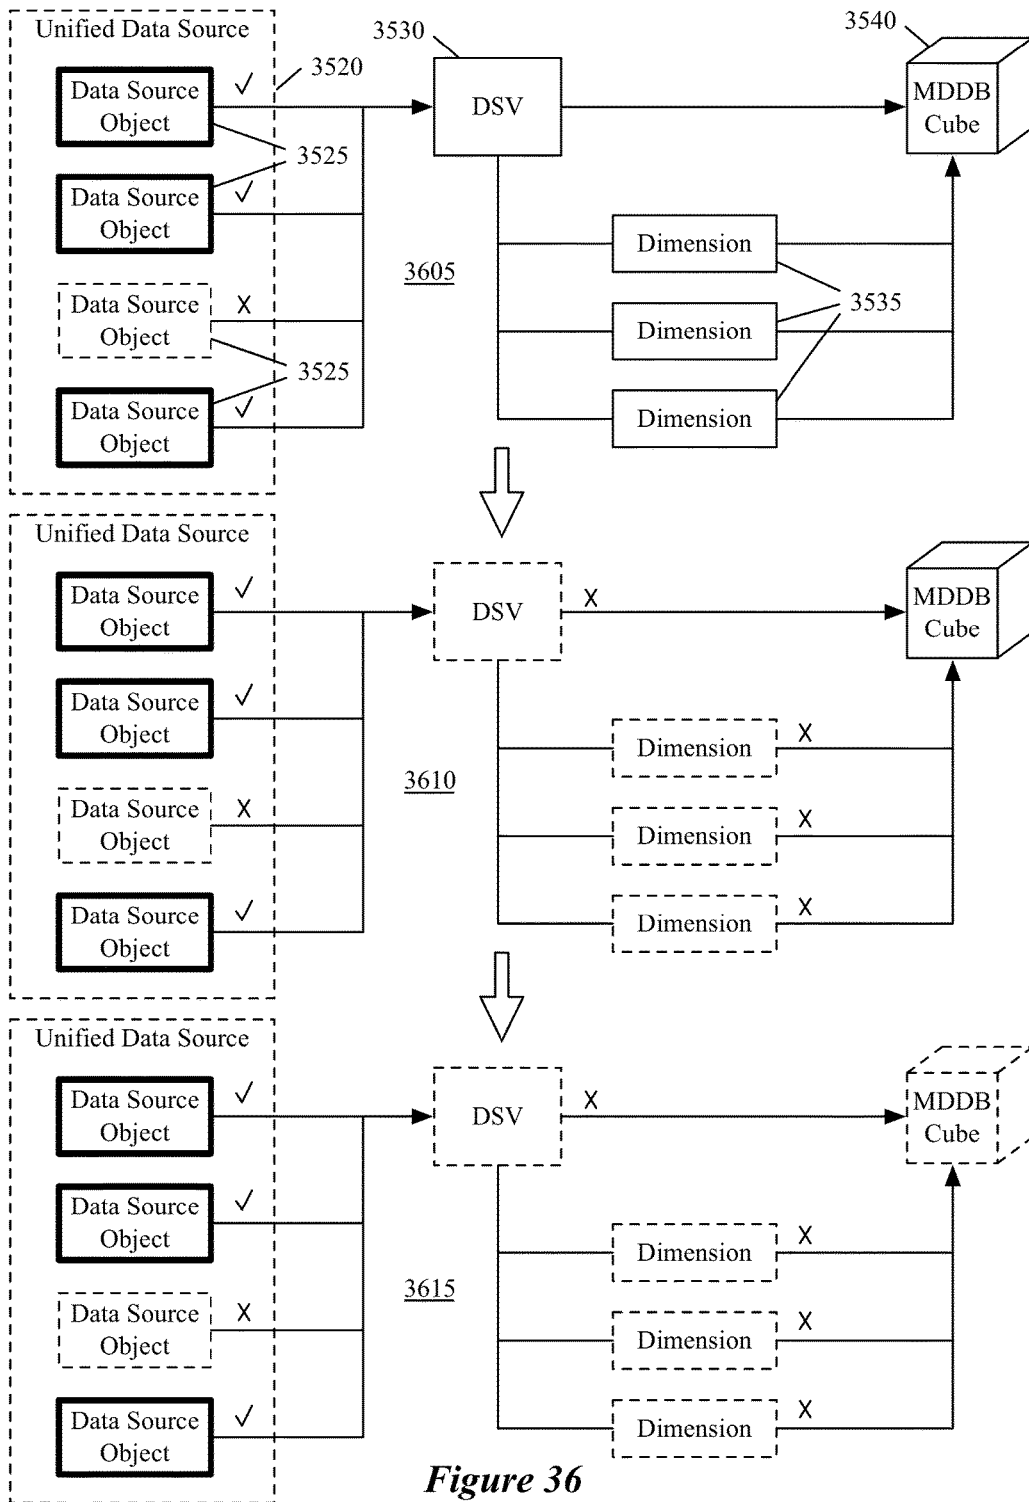 Unified Data Source
3530
3540
3520
Data Source
Object
✓
DSV
MDDB
Cube
3525
Data Source
Object
✓
Dimension
3605
Data Source
Object
X
3535
Dimension
3525
Data Source
Object
✓
Dimension
Unified Data Source
Data Source
Object
✓
DSV
X
MDDB
Cube
Data Source
Object
✓
Dimension
X
3610
Data Source
Object
X
Dimension
X
Data Source
Object
✓
Dimension
X
Unified Data Source
Data Source
Object
✓
DSV
X
MDDB
Cube
Data Source
Object
✓
Dimension
X
3615
Data Source
Object
X
Dimension
X
Data Source
Object
✓
Dimension
X
Figure 36